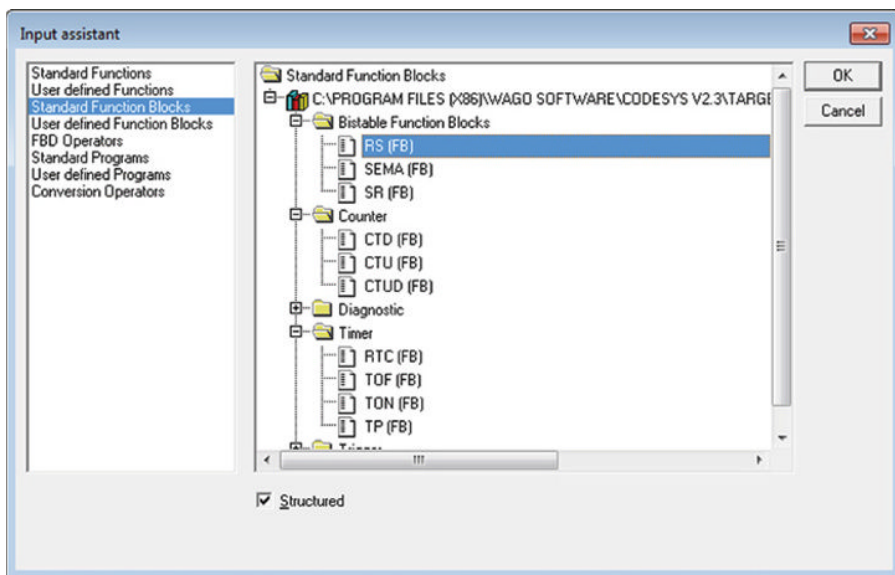 Input assistant
Standard Functions
User defined Functions
Standard Function Blocks
User defined Function Blocks
FBD Operators
Standard Programs
User defined Programs
Conversion Operators
Standard Function Blocks
C:\PROGRAM FILES (X86)\WAGO SOFTWARE\CODESYS V2.3\TARGE
Bistable Function Blocks
RS (FB)
SEMA (FB)
SR (FB)
Counter
CTD (FB)
CTU (FB)
CTUD (FB)
Diagnostic
Timer
RTC (FB)
TOF (FB)
TON (FB)
TP (FB)
Trigger
OK
Cancel
Structured